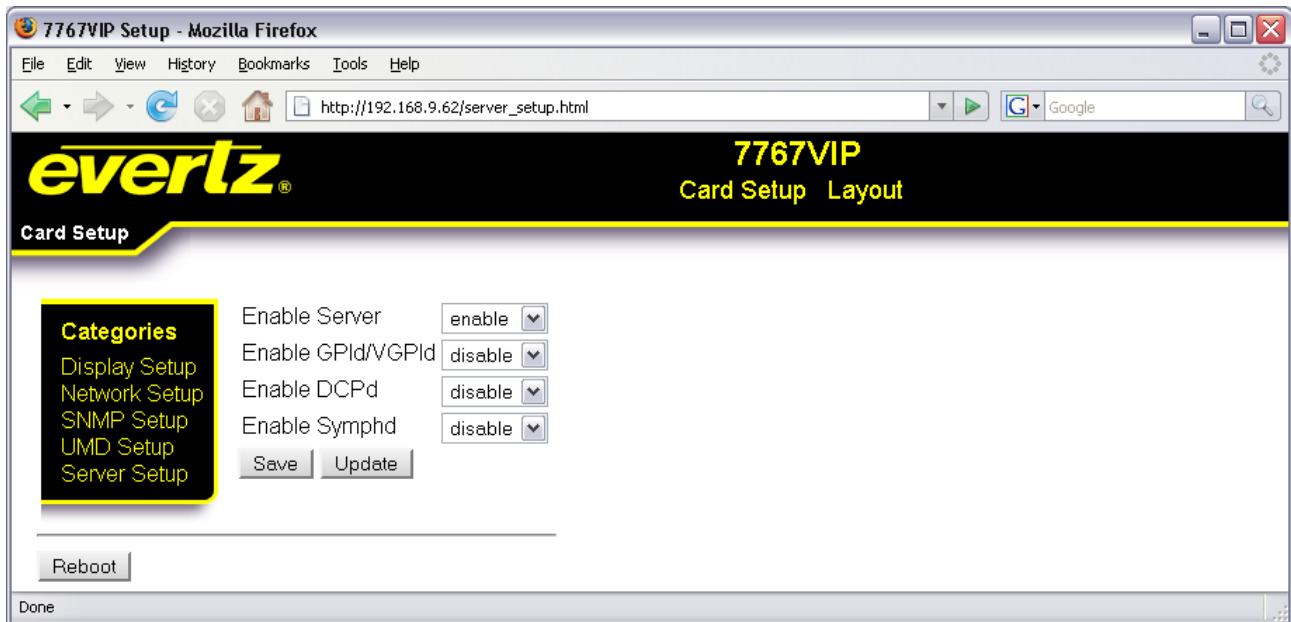 7767VIP Setup - Mozilla Firefox
File Edit View History Bookmarks Tools Help
http://192.168.9.62/server_setup.html
G Google
evertz®
7767VIP
Card Setup Layout
Card Setup
Categories
Display Setup
Network Setup
SNMP Setup
UMD Setup
Server Setup
Enable Server enable
Enable GPId/VGPId disable
Enable DCPd disable
Enable Symphd disable
Save Update
Reboot
Done